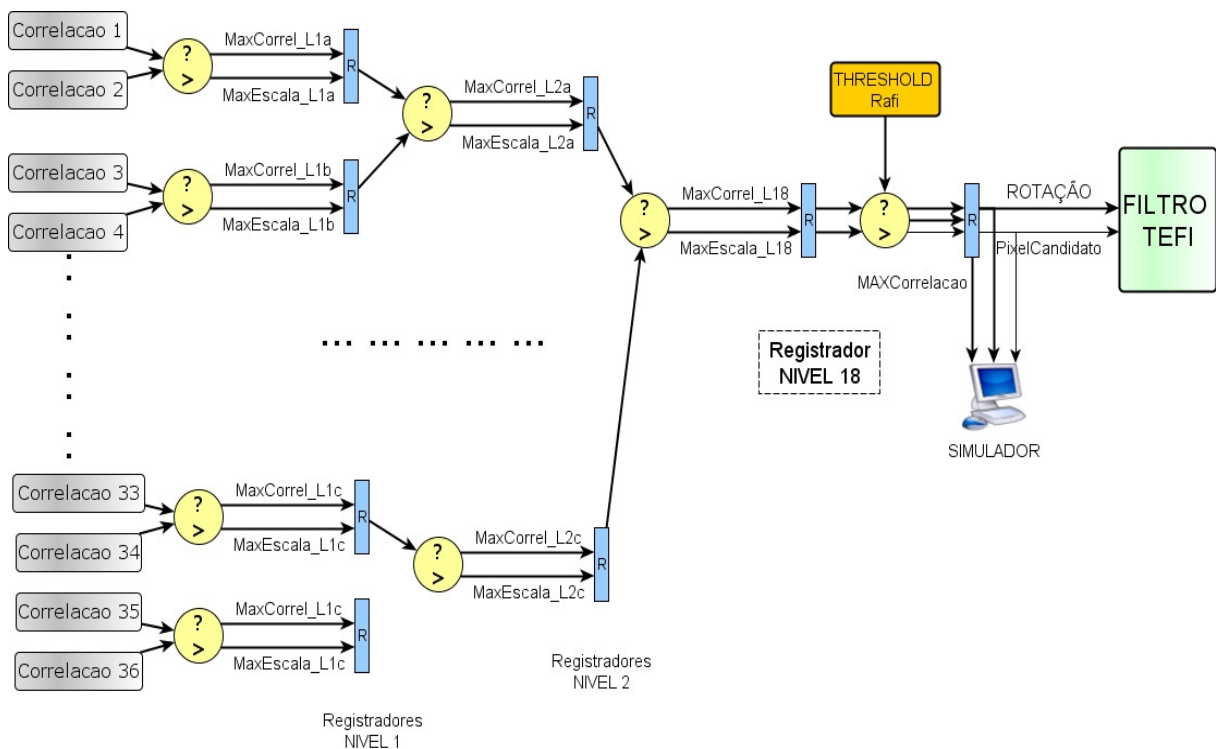 Correlacao 1
Correlacao 2
?
>
MaxCorrel_L1a
MaxEscala_L1a
R
?
>
MaxCorrel_L2a
MaxEscala_L2a
R
Correlacao 3
Correlacao 4
?
>
MaxCorrel_L1b
MaxEscala_L1b
R
?
>
MaxCorrel_L18
MaxEscala_L18
R
THRESHOLD
Rafi
?
>
R
ROTAÇÃO
PixelCandidato
MAXCorrelacao
FILTRO
TEFI
Registrador
NIVEL 18
SIMULADOR
Correlacao 33
Correlacao 34
?
>
MaxCorrel_L1c
MaxEscala_L1c
R
?
>
MaxCorrel_L2c
MaxEscala_L2c
R
Correlacao 35
Correlacao 36
?
>
MaxCorrel_L1c
MaxEscala_L1c
R
Registradores
NIVEL 2
Registradores
NIVEL 1